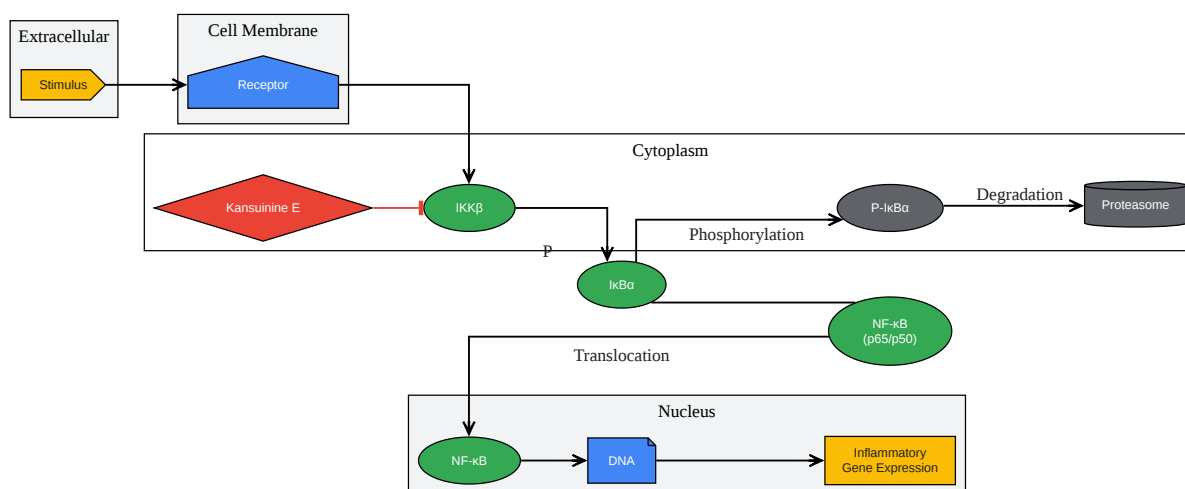 Extracellular
Cell Membrane
Stimulus
Receptor
Cytoplasm
Kansuinine E
IKKβ
P-IκBα
Degradation
Proteasome
Phosphorylation
P
IκBα
NF-κB
(p65/p50)
Translocation
Nucleus
NF-κB
DNA
Inflammatory
Gene Expression